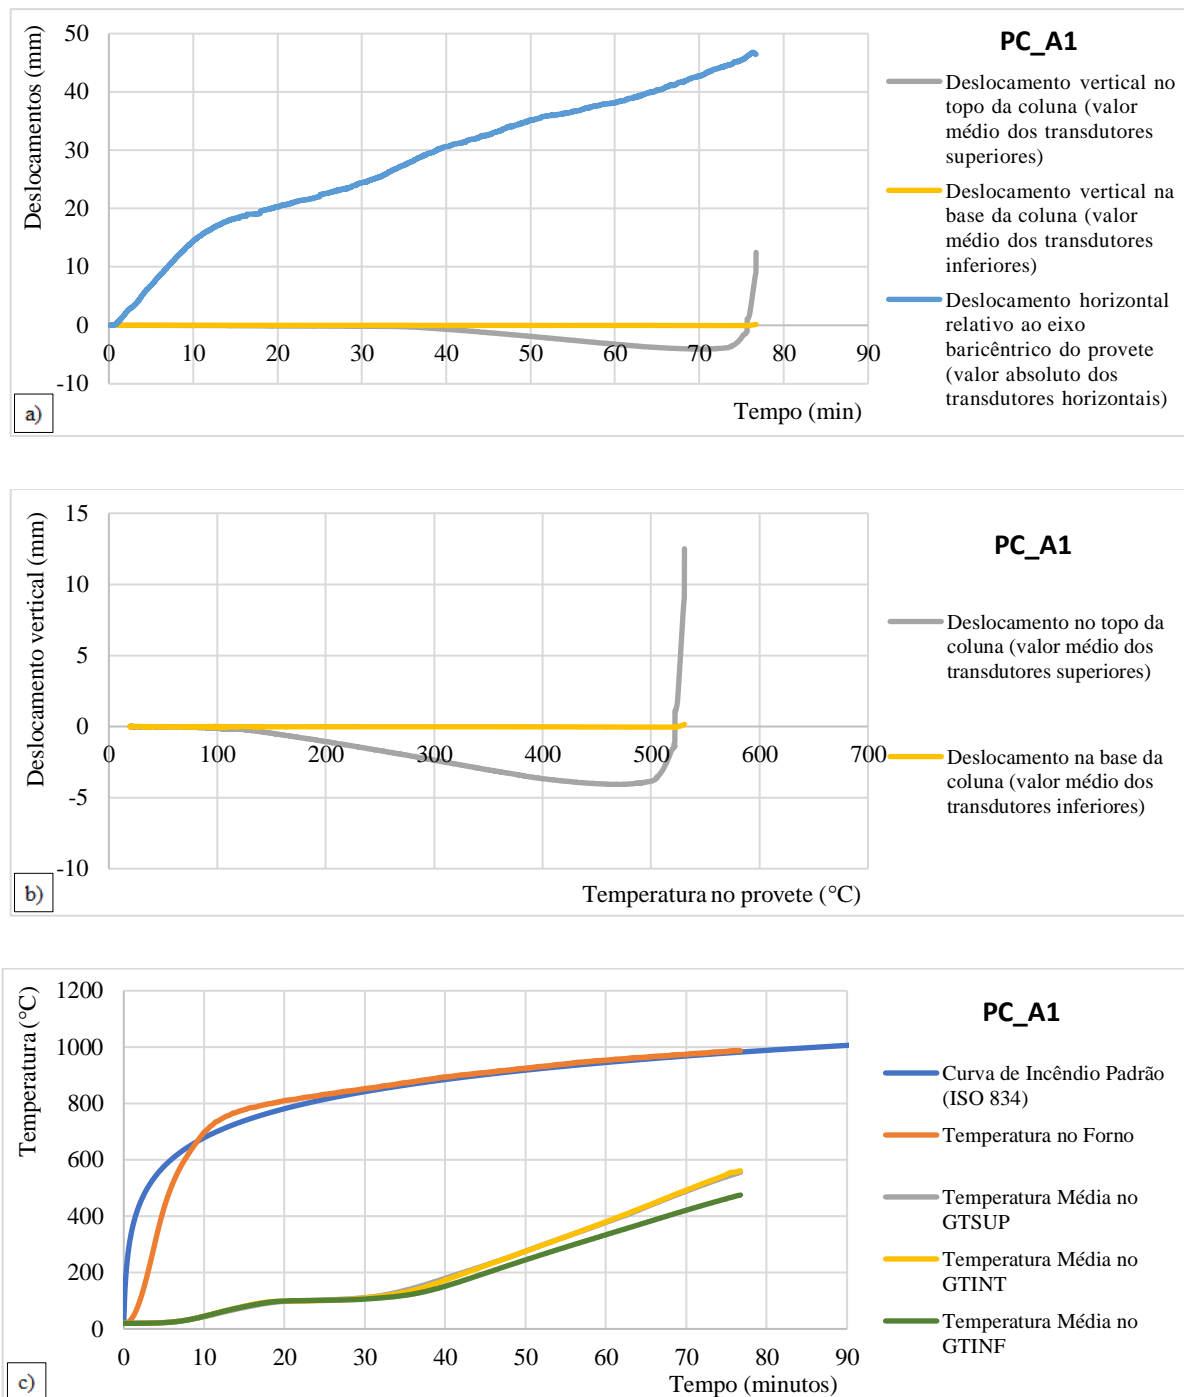 PC_A1
Deslocamentos (mm)
50
40
30
20
10
0
-10
0 10 20 30 40 50 60 70 80 90
Tempo (min)
Deslocamento vertical no
topo da coluna (valor
médio dos transdutores
superiores)
Deslocamento vertical na
base da coluna (valor
médio dos transdutores
inferiores)
Deslocamento horizontal
relativo ao eixo
baricêntrico do provete
(valor absoluto dos
transdutores horizontais)
a)
PC_A1
Deslocamento vertical (mm)
15
10
5
0
-5
-10
0 100 200 300 400 500 600 700
Temperatura no provete (°C)
Deslocamento no topo da
coluna (valor médio dos
transdutores superiores)
Deslocamento na base da
coluna (valor médio dos
transdutores inferiores)
b)
PC_A1
Temperatura (°C)
1200
1000
800
600
400
200
0
0 10 20 30 40 50 60 70 80 90
Tempo (minutos)
Curva de Incêndio Padrão
(ISO 834)
Temperatura no Forno
Temperatura Média no
GTSUP
Temperatura Média no
GTINT
Temperatura Média no
GTINF
c)